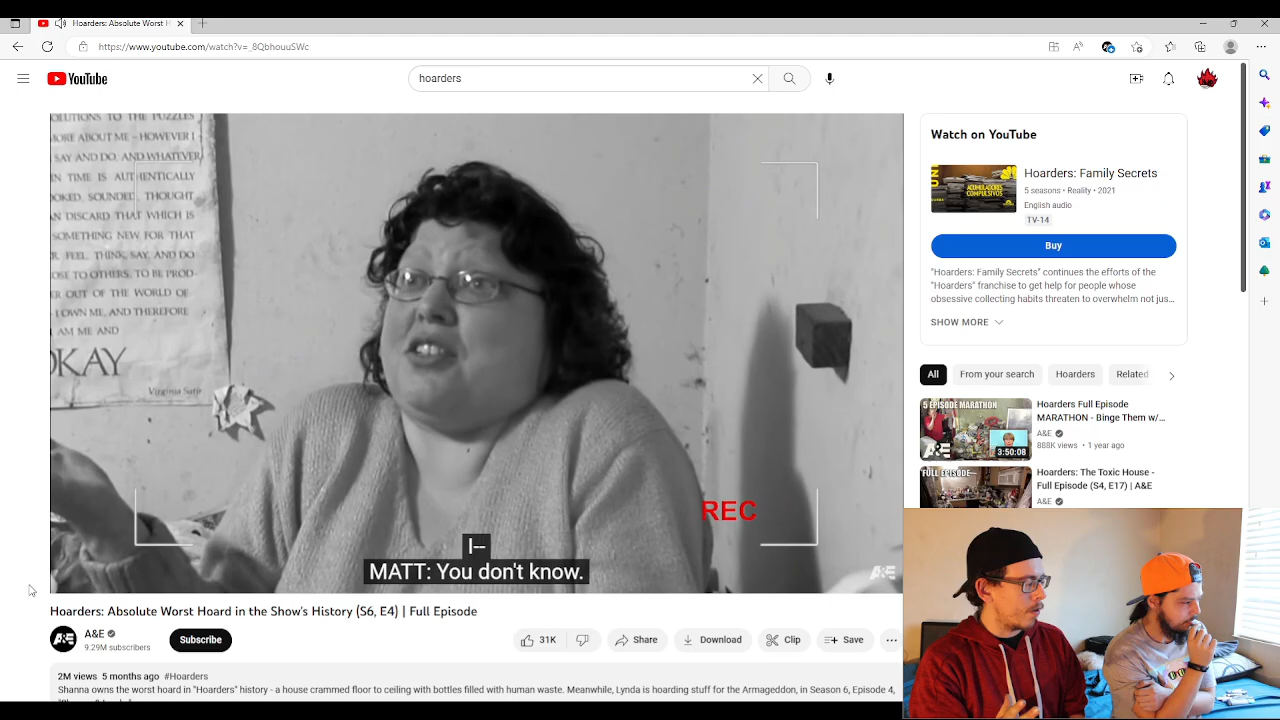 Hoarders: Absolute Worst H
https://www.youtube.com/watch?v=_8QbhouuSWc
YouTube
hoarders
OLUTIONS TO THE PUZZLES
MORE ABOUT ME - HOWEVER I
SAY AND DO, AND WHATEVER
IN TIME IS AUTHENTICALLY
OOKED, SOUNDED, THOUGHT
AN DISCARD THAT WHICH IS
SOMETHING NEW FOR THAT
FEEL, THINK, SAY, AND DO
OSE TO OTHERS, TO BE PROD
ER OUT OF THE WORLD OF
I OWN ME, AND THEREFORE
I AM ME AND
OKAY
Virginia Satir
REC
I--
MATT: You don't know.
A&E
Watch on YouTube
ACUMULADORES
COMPULSIVOS
Hoarders: Family Secrets
5 seasons • Reality • 2021
English audio
TV-14
Buy
"Hoarders: Family Secrets" continues the efforts of the
"Hoarders" franchise to get help for people whose
obsessive collecting habits threaten to overwhelm not jus...
SHOW MORE
All
From your search
Hoarders
Related
5 EPISODE MARATHON
A&E
3:50:08
Hoarders Full Episode
MARATHON - Binge Them w/...
A&E
888K views • 1 year ago
FULL EPISODE
Hoarders: The Toxic House -
Full Episode (S4, E17) | A&E
A&E
Hoarders: Absolute Worst Hoard in the Show's History (S6, E4) | Full Episode
A&E
A&E
9.29M subscribers
Subscribe
31K
Share
Download
Clip
Save
2M views 5 months ago #Hoarders
Shanna owns the worst hoard in "Hoarders" history - a house crammed floor to ceiling with bottles filled with human waste. Meanwhile, Lynda is hoarding stuff for the Armageddon, in Season 6, Episode 4,